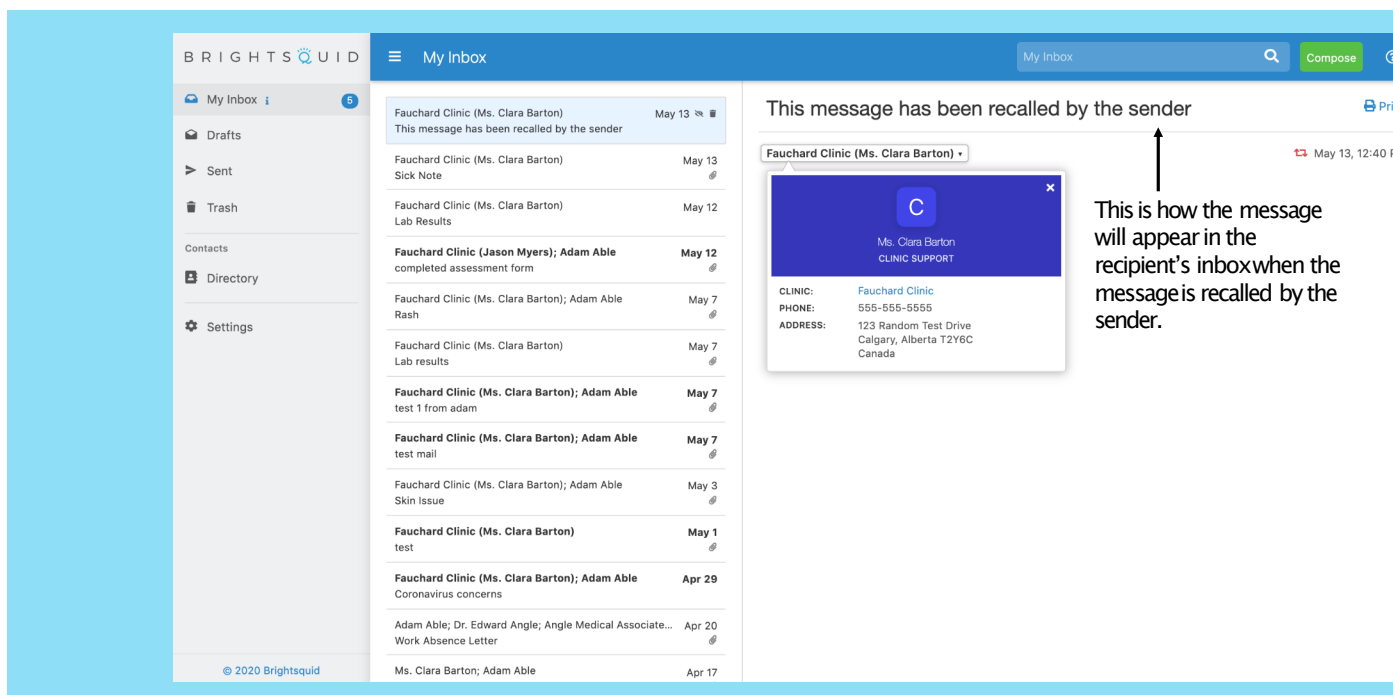 BRIGHTSQUID
My Inbox
My Inbox
Compose
My Inbox
5
Drafts
Sent
Trash
Contacts
Directory
Settings
© 2020 Brightsquid
Fauchard Clinic (Ms. Clara Barton) May 13
This message has been recalled by the sender
Fauchard Clinic (Ms. Clara Barton) May 13
Sick Note
Fauchard Clinic (Ms. Clara Barton) May 12
Lab Results
Fauchard Clinic (Jason Myers); Adam Able May 12
completed assessment form
Fauchard Clinic (Ms. Clara Barton); Adam Able May 7
Rash
Fauchard Clinic (Ms. Clara Barton) May 7
Lab results
Fauchard Clinic (Ms. Clara Barton); Adam Able May 7
test 1 from adam
Fauchard Clinic (Ms. Clara Barton); Adam Able May 7
test mail
Fauchard Clinic (Ms. Clara Barton); Adam Able May 3
Skin Issue
Fauchard Clinic (Ms. Clara Barton) May 1
test
Fauchard Clinic (Ms. Clara Barton); Adam Able Apr 29
Coronavirus concerns
Adam Able; Dr. Edward Angle; Angle Medical Associate... Apr 20
Work Absence Letter
Ms. Clara Barton; Adam Able Apr 17
This message has been recalled by the sender
Pri
Fauchard Clinic (Ms. Clara Barton)
May 13, 12:40 P
C
Ms. Clara Barton
CLINIC SUPPORT
CLINIC: Fauchard Clinic
PHONE: 555-555-5555
ADDRESS: 123 Random Test Drive
Calgary, Alberta T2Y6C
Canada
This is how the message
will appear in the
recipient's inbox when the
message is recalled by the
sender.